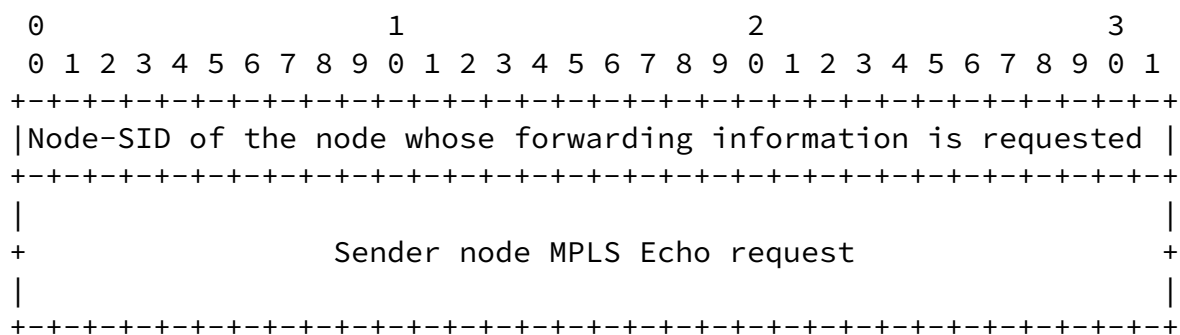 0                   1                   2                   3
 0 1 2 3 4 5 6 7 8 9 0 1 2 3 4 5 6 7 8 9 0 1 2 3 4 5 6 7 8 9 0 1
+-+-+-+-+-+-+-+-+-+-+-+-+-+-+-+-+-+-+-+-+-+-+-+-+-+-+-+-+-+-+-+-+
|Node-SID of the node whose forwarding information is requested |
+-+-+-+-+-+-+-+-+-+-+-+-+-+-+-+-+-+-+-+-+-+-+-+-+-+-+-+-+-+-+-+-+
|                                                               |
+                 Sender node MPLS Echo request                 +
|                                                               |
+-+-+-+-+-+-+-+-+-+-+-+-+-+-+-+-+-+-+-+-+-+-+-+-+-+-+-+-+-+-+-+-+